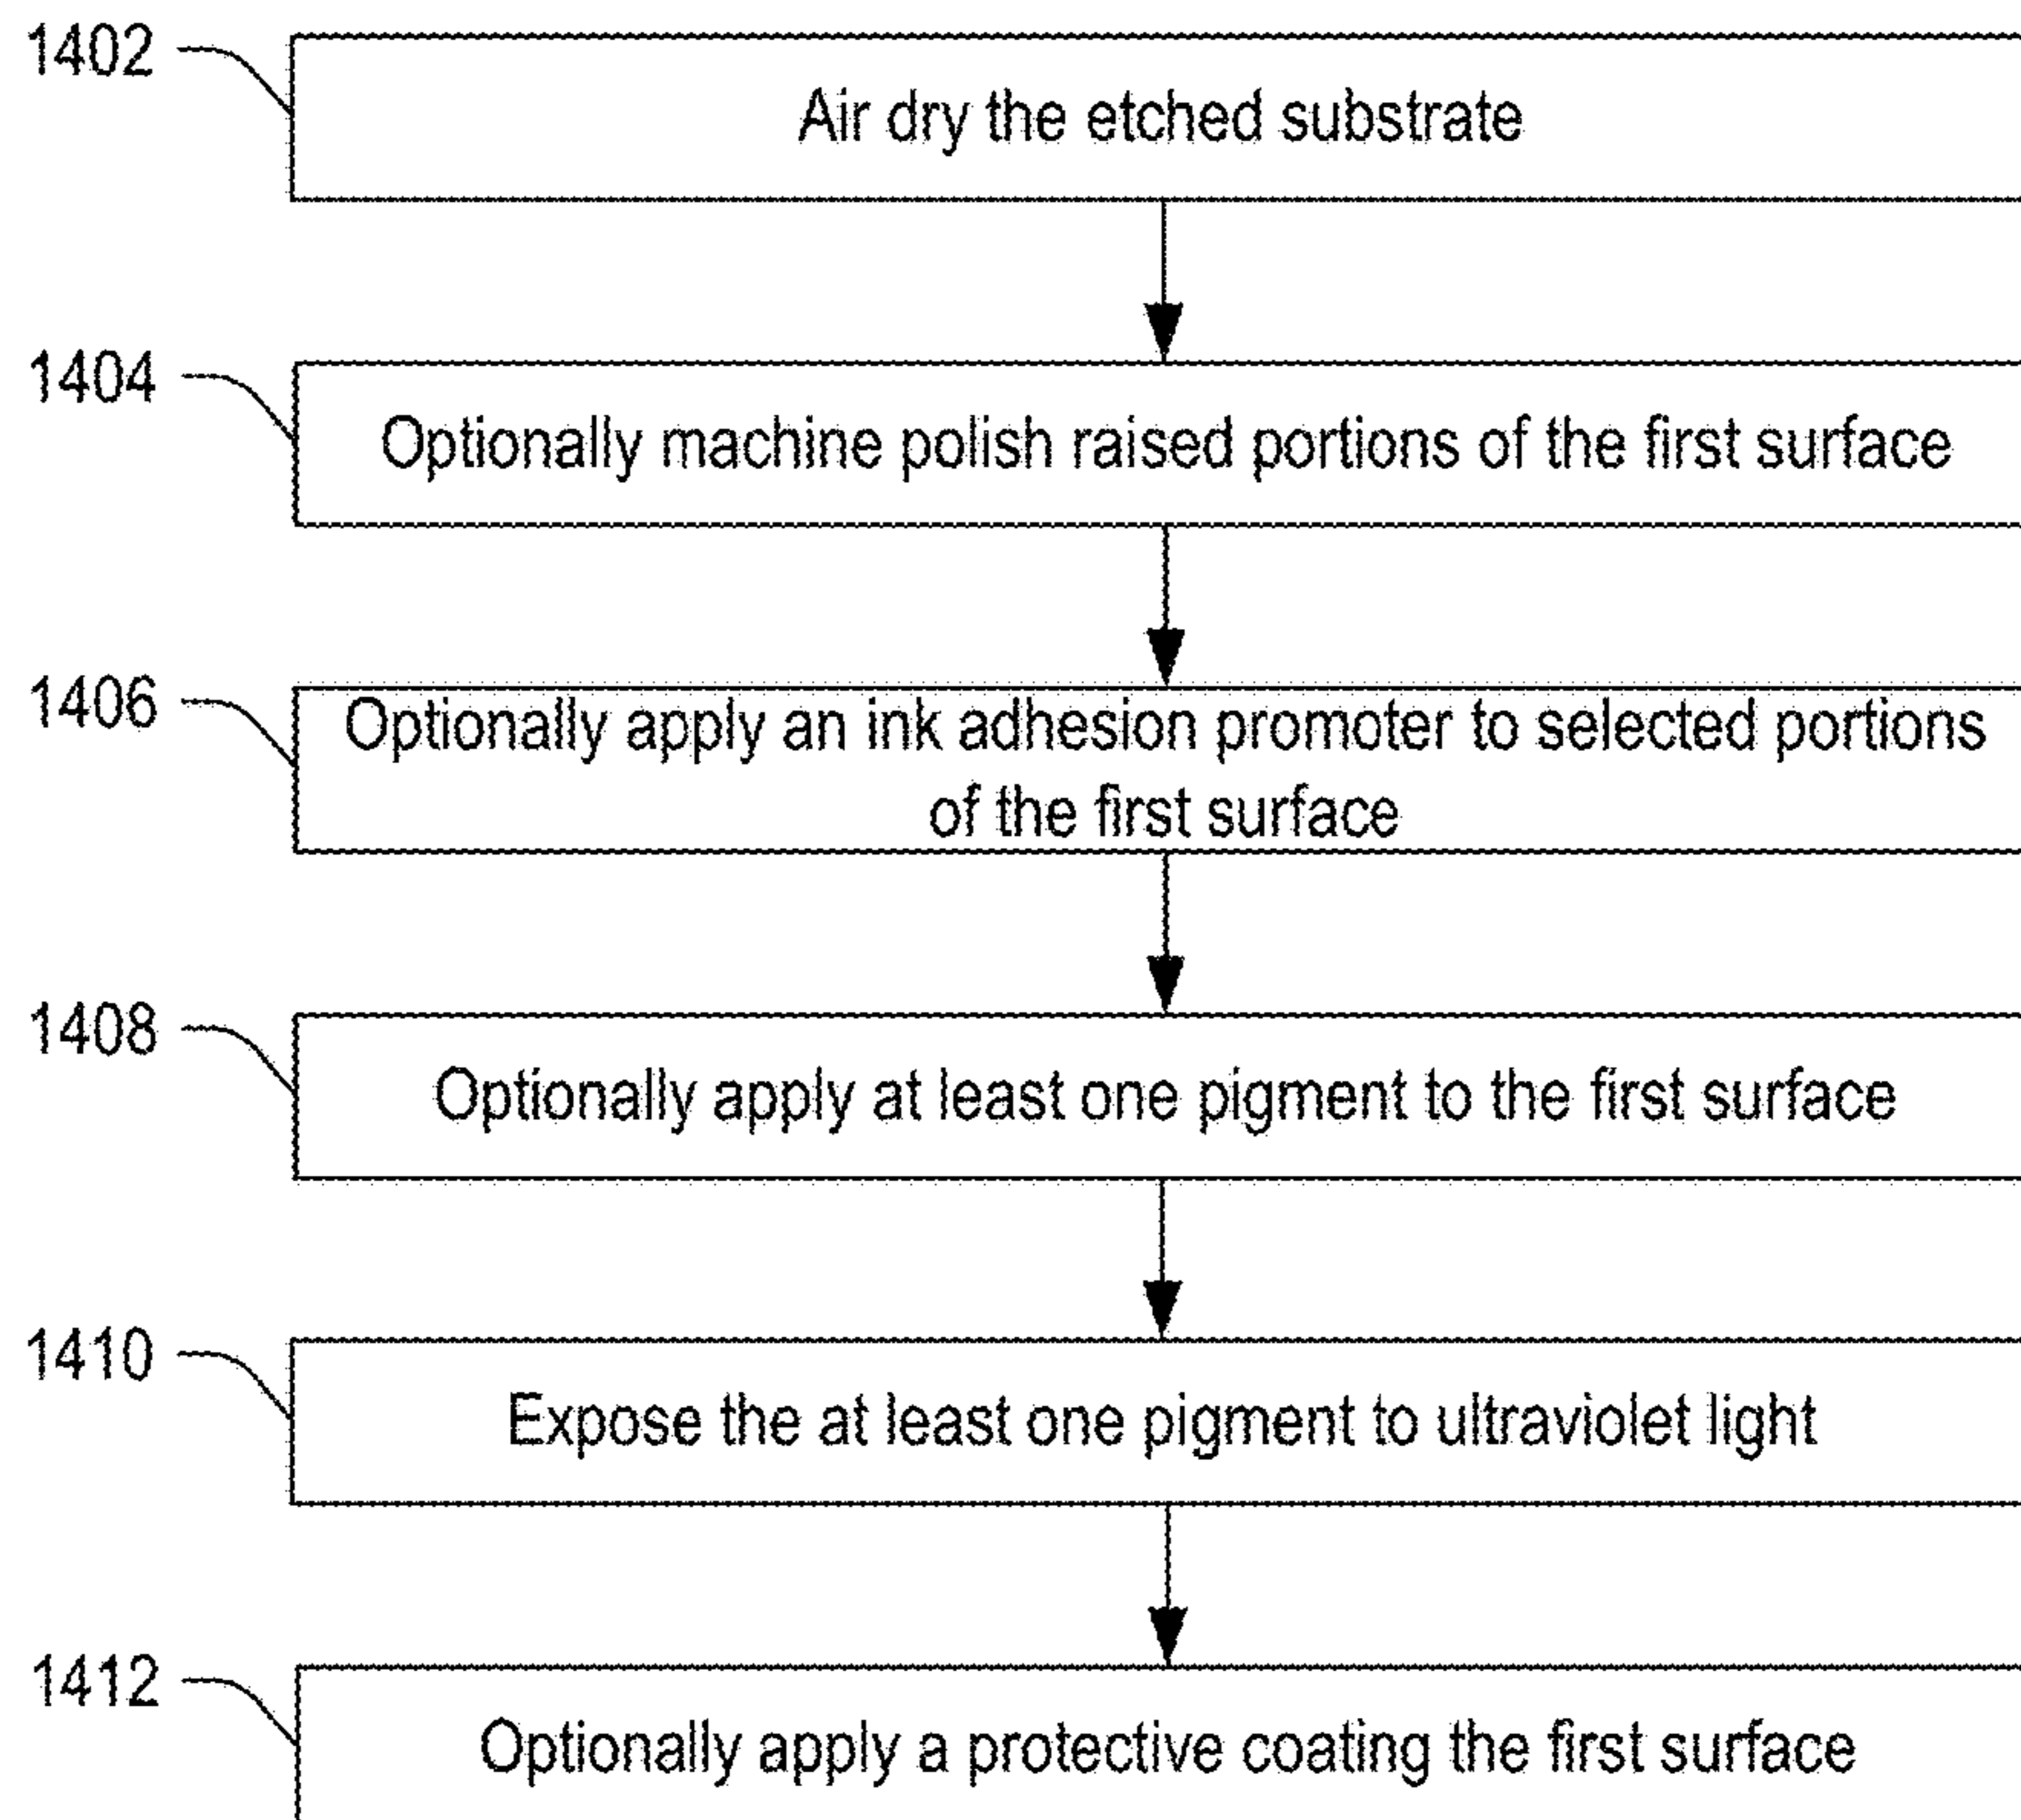 1402
Air dry the etched substrate
1404
Optionally machine polish raised portions of the first surface
1406
Optionally apply an ink adhesion promoter to selected portions
of the first surface
1408
Optionally apply at least one pigment to the first surface
1410
Expose the at least one pigment to ultraviolet light
1412
Optionally apply a protective coating the first surface